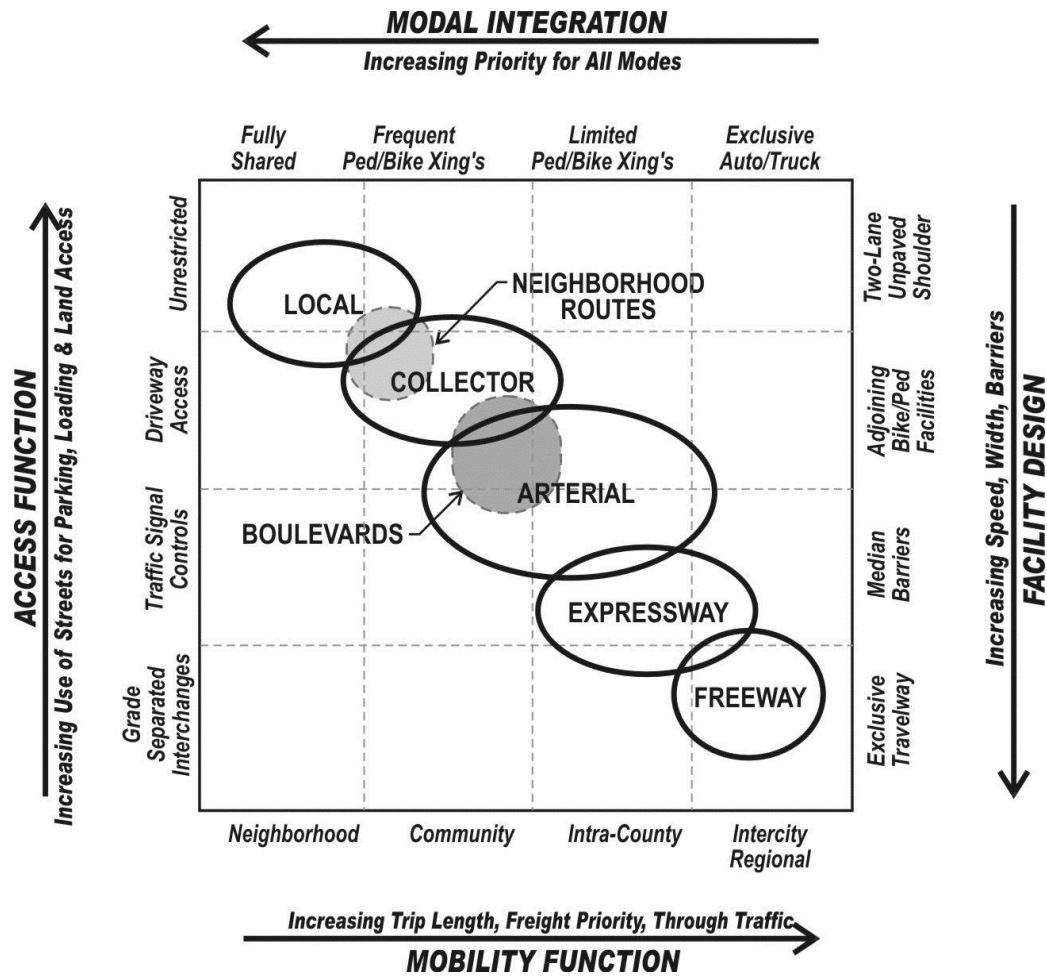 MODAL INTEGRATION
Increasing Priority for All Modes
Fully
Shared
Frequent
Ped/Bike Xing's
Limited
Ped/Bike Xing's
Exclusive
Auto/Truck
ACCESS FUNCTION
Increasing Use of Streets for Parking, Loading & Land Access
Unrestricted
Driveway
Access
Traffic Signal
Controls
Grade
Separated
Interchanges
LOCAL
NEIGHBORHOOD
ROUTES
COLLECTOR
ARTERIAL
BOULEVARDS
EXPRESSWAY
FREEWAY
Two-Lane
Unpaved
Shoulder
Adjoining
Bike/Ped
Facilities
Median
Barriers
Exclusive
Travelway
Increasing Speed, Width, Barriers
FACILITY DESIGN
Neighborhood
Community
Intra-County
Intercity
Regional
Increasing Trip Length, Freight Priority, Through Traffic
MOBILITY FUNCTION